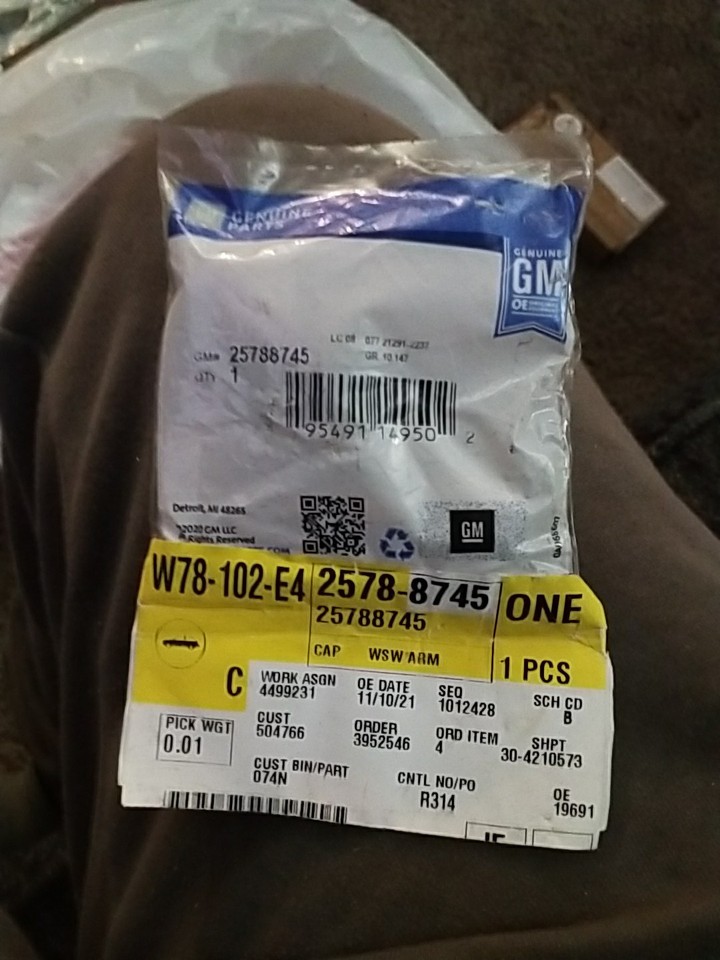 GENUINE
PARTS
GENUINE
GM
OE
LC 08 077 21291-2237
GM# 25788745
GR. 10.147
QTY 1
95491 14950 2
Detroit, MI 48265
©2020 GM LLC
All Rights Reserved
GM
W78-102-E4
2578-8745
25788745
ONE
CAP WSW ARM
1 PCS
C
WORK ASGN
4499231
OE DATE
11/10/21
SEQ
1012428
SCH CD
B
PICK WGT
0.01
CUST
504766
ORDER
3952546
ORD ITEM
4
SHPT
30-4210573
CUST BIN/PART
074N
CNTL NO/PO
R314
OE
19691